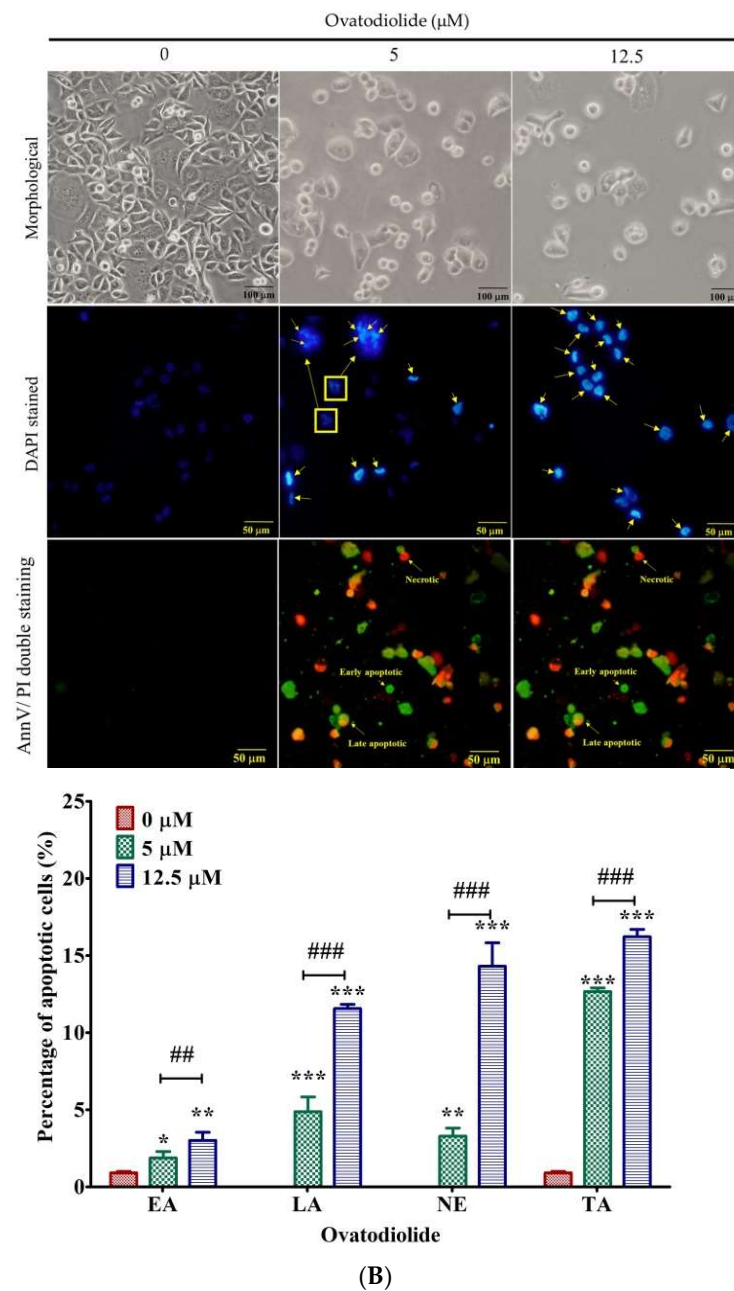 Ovatodiolide (µM)
0 5 12.5
Morphological
100 µm 100 µm 100 µm
DAPI stained
50 µm 50 µm 50 µm
AnnV/ PI double staining
Necrotic Necrotic
Early apoptotic Early apoptotic
Late apoptotic Late apoptotic
50 µm 50 µm 50 µm
Percentage of apoptotic cells (%)
25
20
15
10
5
0
0 µM
5 µM
12.5 µM
* ## **
*** ### ***
** ### ***
*** ### ***
EA LA NE TA
Ovatodiolide
(B)